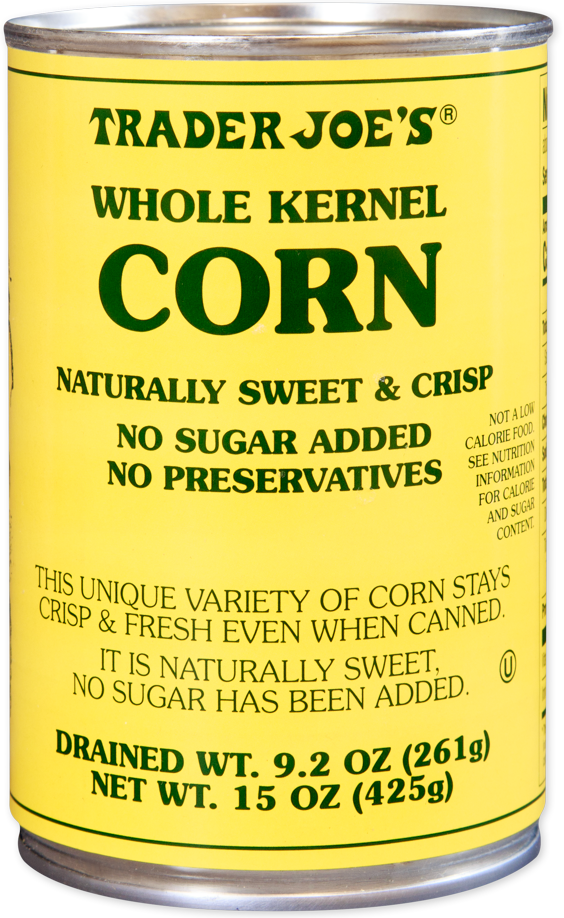 TRADER JOE'S®
WHOLE KERNEL
CORN
NATURALLY SWEET & CRISP
NO SUGAR ADDED
NO PRESERVATIVES
NOT A LOW
CALORIE FOOD.
SEE NUTRITION
INFORMATION
FOR CALORIE
AND SUGAR
CONTENT.
THIS UNIQUE VARIETY OF CORN STAYS
CRISP & FRESH EVEN WHEN CANNED.
IT IS NATURALLY SWEET,
NO SUGAR HAS BEEN ADDED.
U
DRAINED WT. 9.2 OZ (261g)
NET WT. 15 OZ (425g)